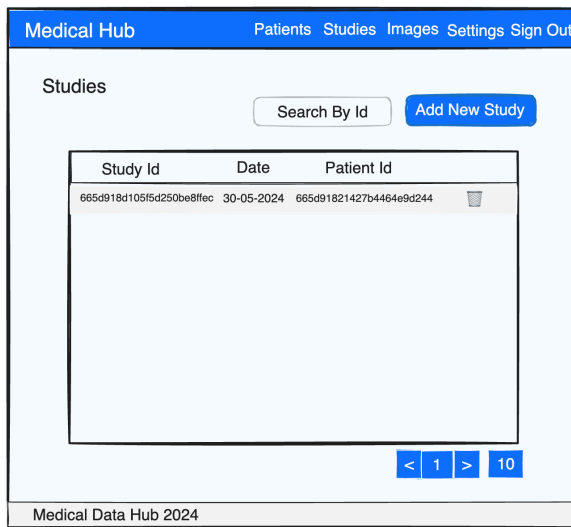 Medical Hub Patients Studies Images Settings Sign Out
Studies
Search By Id Add New Study
Study Id Date Patient Id
665d918d105f5d250be8ffec 30-05-2024 665d91821427b4464e9d244
< 1 > 10
Medical Data Hub 2024